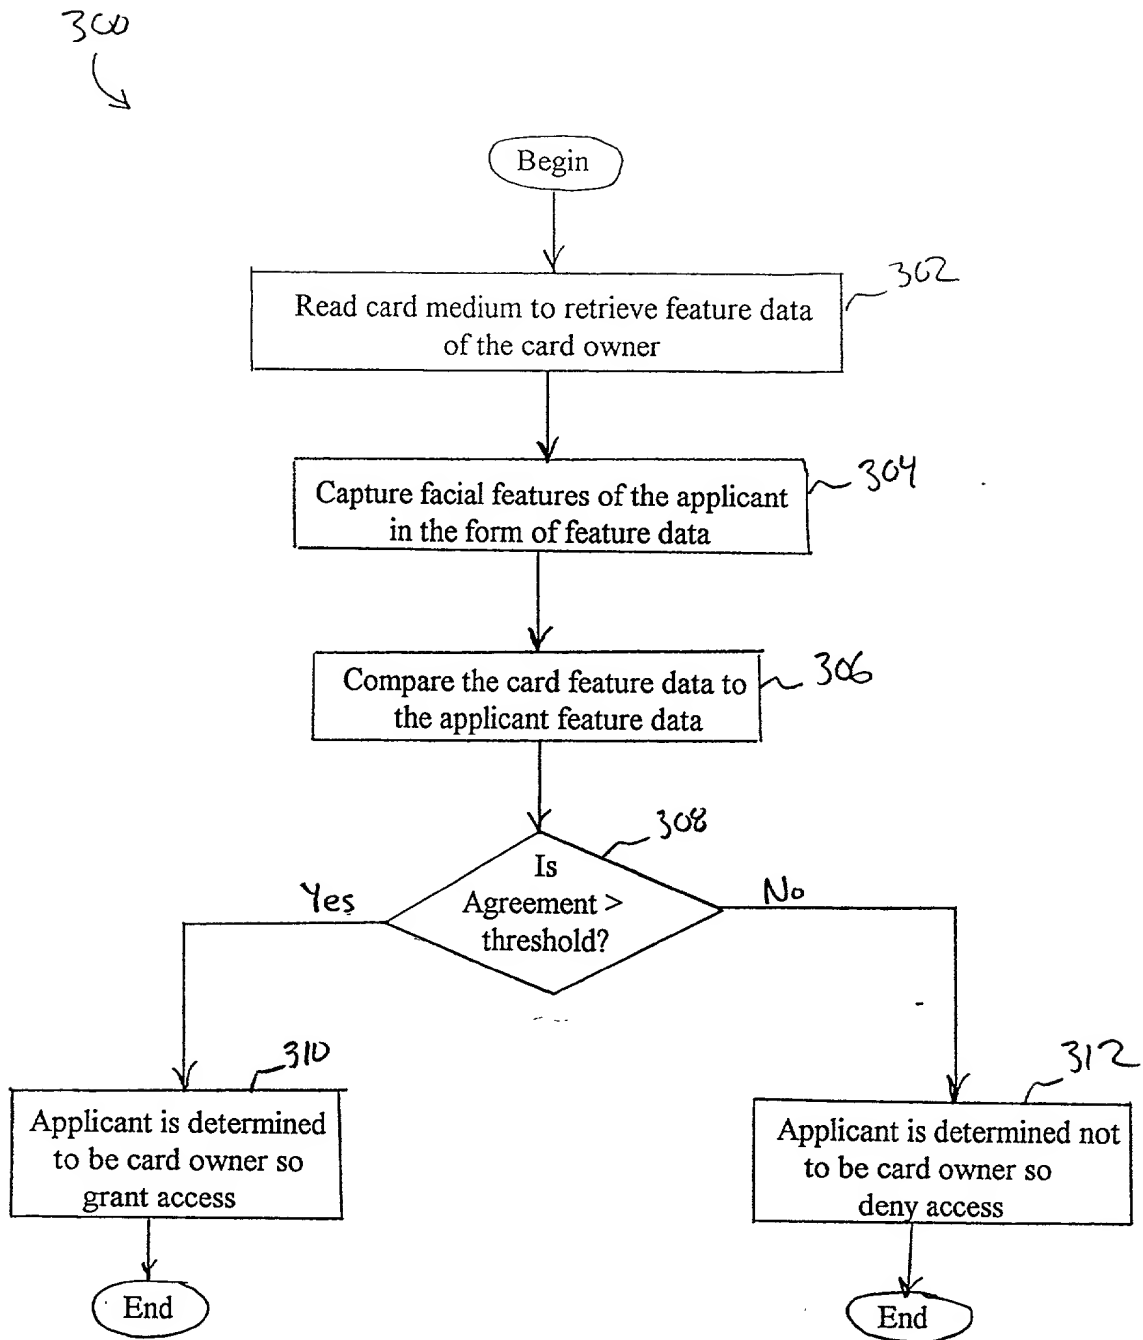 300
Begin
302
Read card medium to retrieve feature data
of the card owner
304
Capture facial features of the applicant
in the form of feature data
306
Compare the card feature data to
the applicant feature data
308
Is
Agreement >
threshold?
Yes
No
310
Applicant is determined
to be card owner so
grant access
312
Applicant is determined not
to be card owner so
deny access
End
End